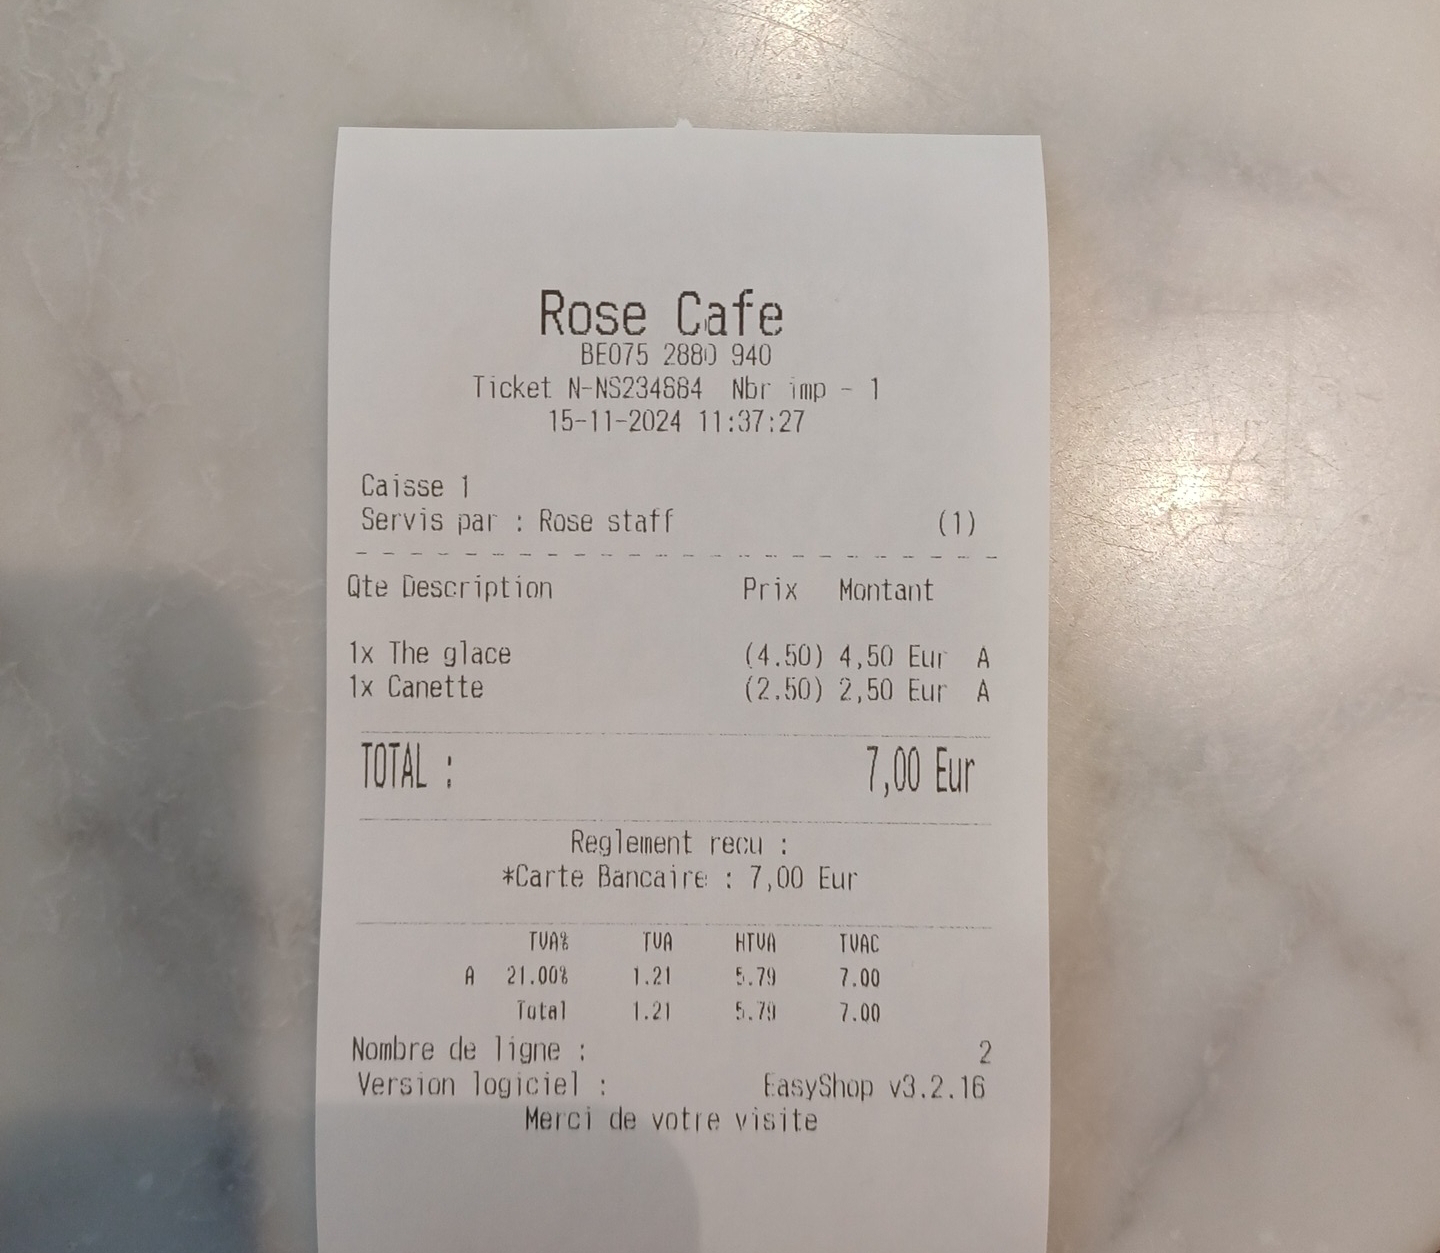 Rose Cafe
BE075 2880 940
Ticket N-NS234684 Nbr imp - 1
15-11-2024 11:37:27
Caisse 1
Servis par : Rose staff (1)
Qte Description Prix Montant
1x The glace (4.50) 4,50 Eur A
1x Canette (2.50) 2,50 Eur A
TOTAL : 7,00 Eur
Reglement recu :
*Carte Bancaire : 7,00 Eur
TVA% TVA HTVA TVAC
A 21.00% 1.21 5.79 7.00
Total 1.21 5.79 7.00
Nombre de ligne : 2
Version logiciel : EasyShop v3.2.16
Merci de votre visite